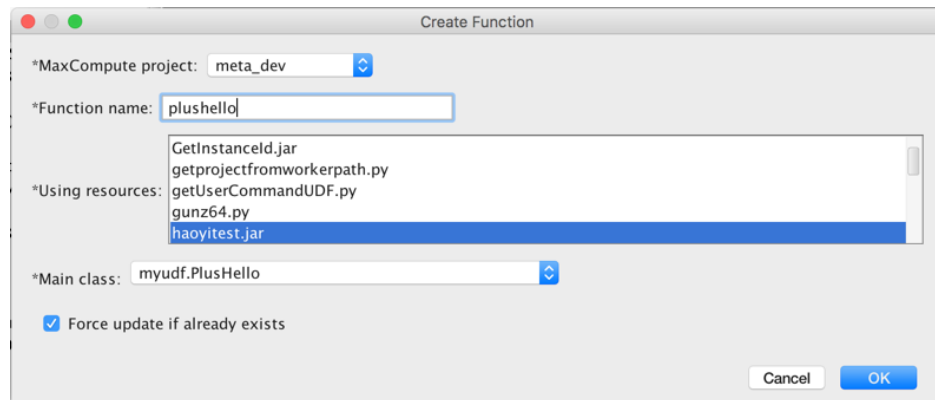 Create Function
*MaxCompute project: meta_dev
*Function name: plushello
GetInstanceId.jar
getprojectfromworkerpath.py
*Using resources: getUserCommandUDF.py
gunz64.py
haoyitest.jar
*Main class: myudf.PlusHello
Force update if already exists
Cancel OK